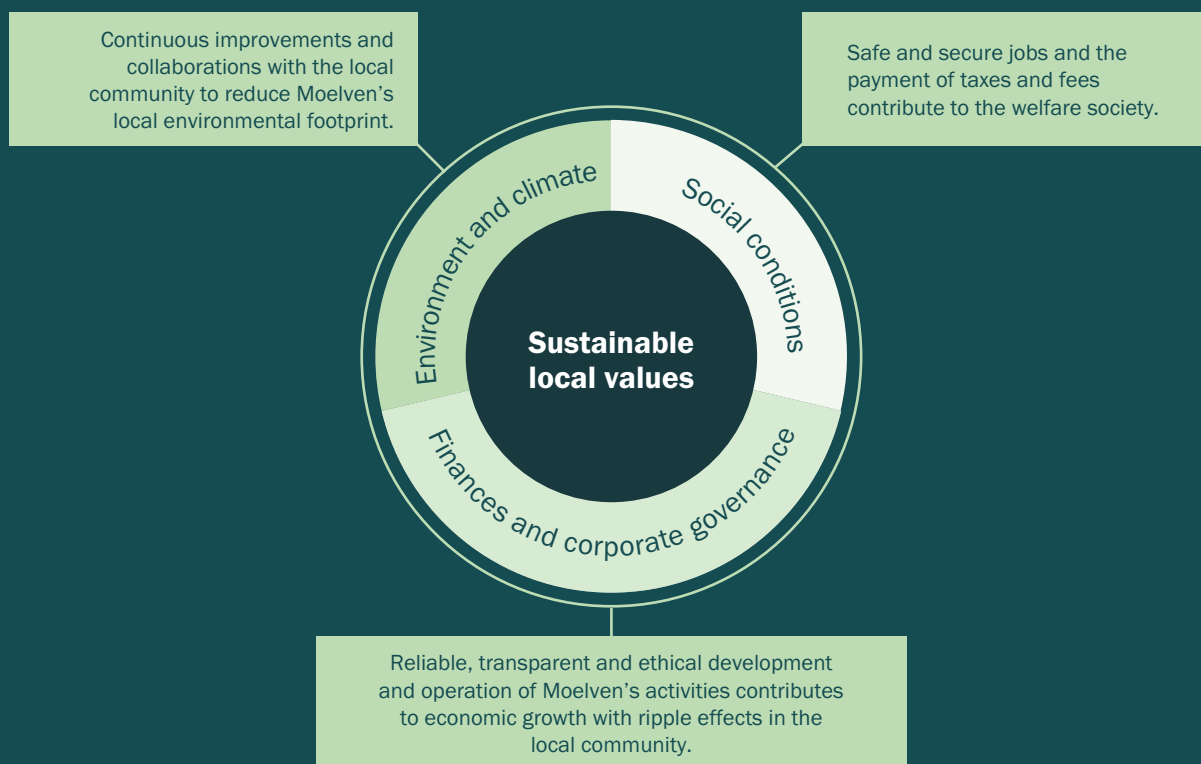 Continuous improvements and
collaborations with the local
community to reduce Moelven’s
local environmental footprint.
Safe and secure jobs and the
payment of taxes and fees
contribute to the welfare society.
Environment and climate
Social conditions
Sustainable
local values
Finances and corporate governance
Reliable, transparent and ethical development
and operation of Moelven’s activities contributes
to economic growth with ripple effects in the
local community.